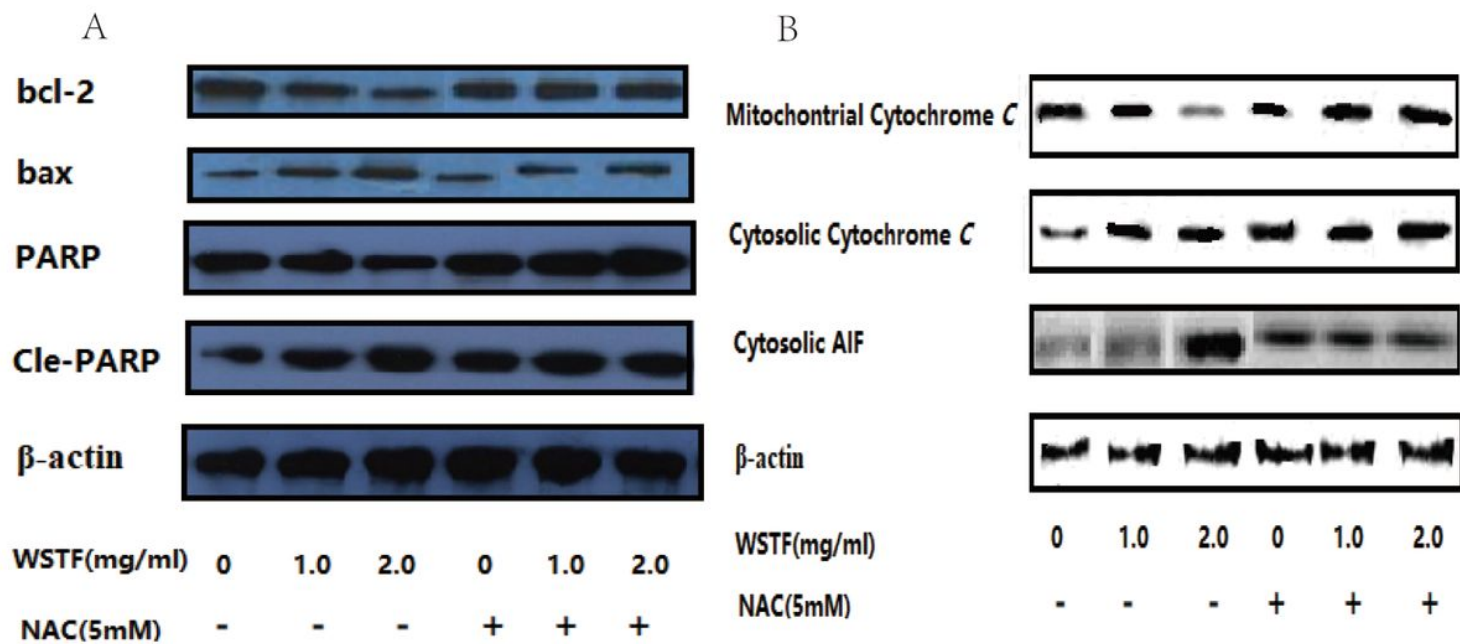 A
bcl-2
bax
PARP
Cle-PARP
β-actin
WSTF(mg/ml) 0 1.0 2.0 0 1.0 2.0
NAC(5mM) - - - + + +
B
Mitochontrial Cytochrome C
Cytosolic Cytochrome C
Cytosolic AIF
β-actin
WSTF(mg/ml) 0 1.0 2.0 0 1.0 2.0
NAC(5mM) - - - + + +